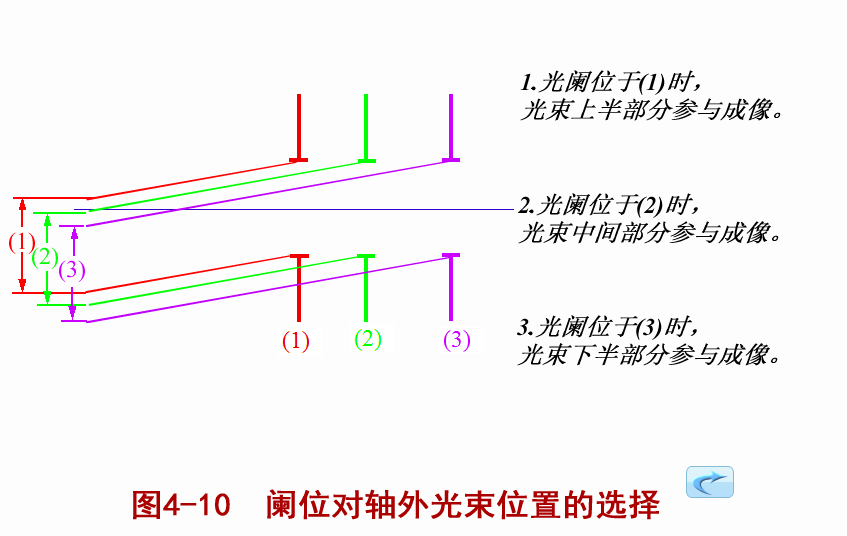 1.光阑位于(1)时，
光束上半部分参与成像。
2.光阑位于(2)时，
光束中间部分参与成像。
3.光阑位于(3)时，
光束下半部分参与成像。
(1)
(2)
(3)
(1)
(2)
(3)
图4-10 阑位对轴外光束位置的选择